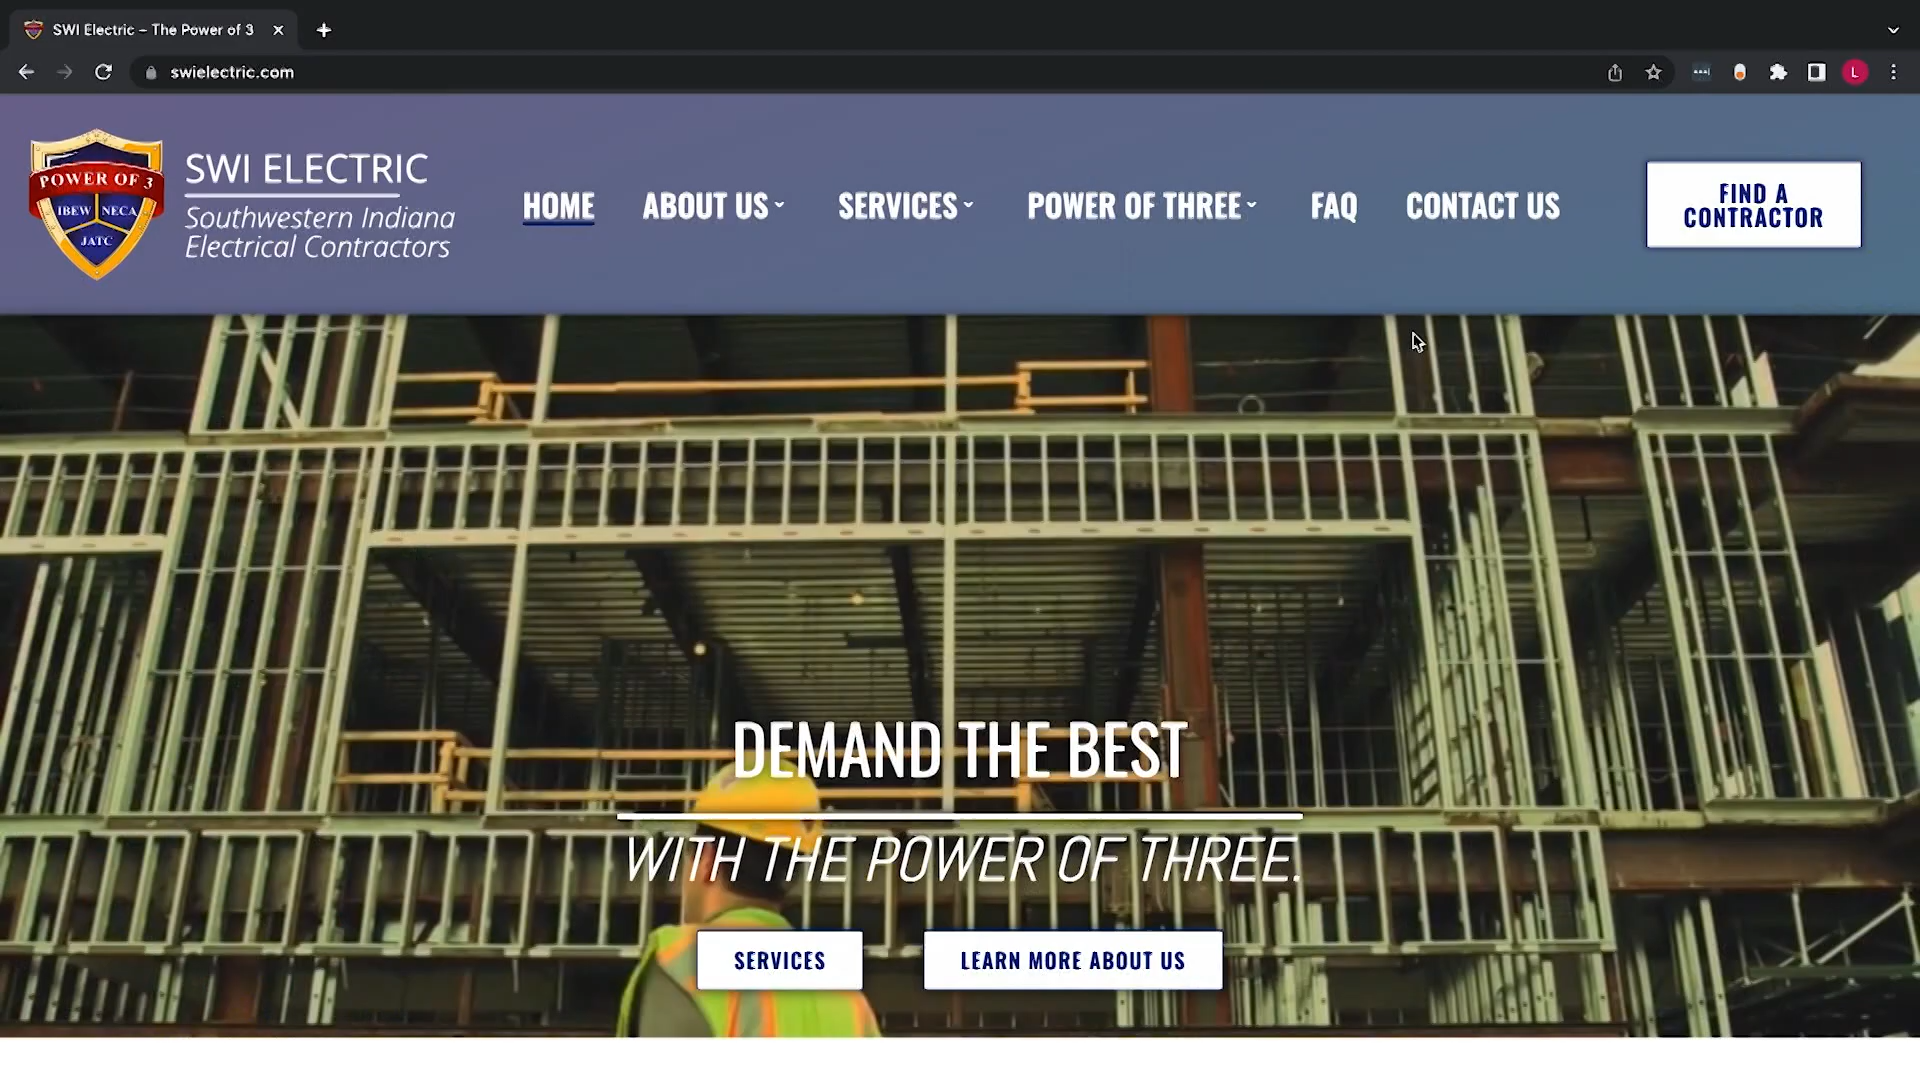 SWI Electric – The Power of 3
swielectric.com
L
POWER OF 3
IBEW NECA
JATC
SWI ELECTRIC
Southwestern Indiana
Electrical Contractors
HOME
ABOUT US
SERVICES
POWER OF THREE
FAQ
CONTACT US
FIND A
CONTRACTOR
DEMAND THE BEST
WITH THE POWER OF THREE.
SERVICES
LEARN MORE ABOUT US